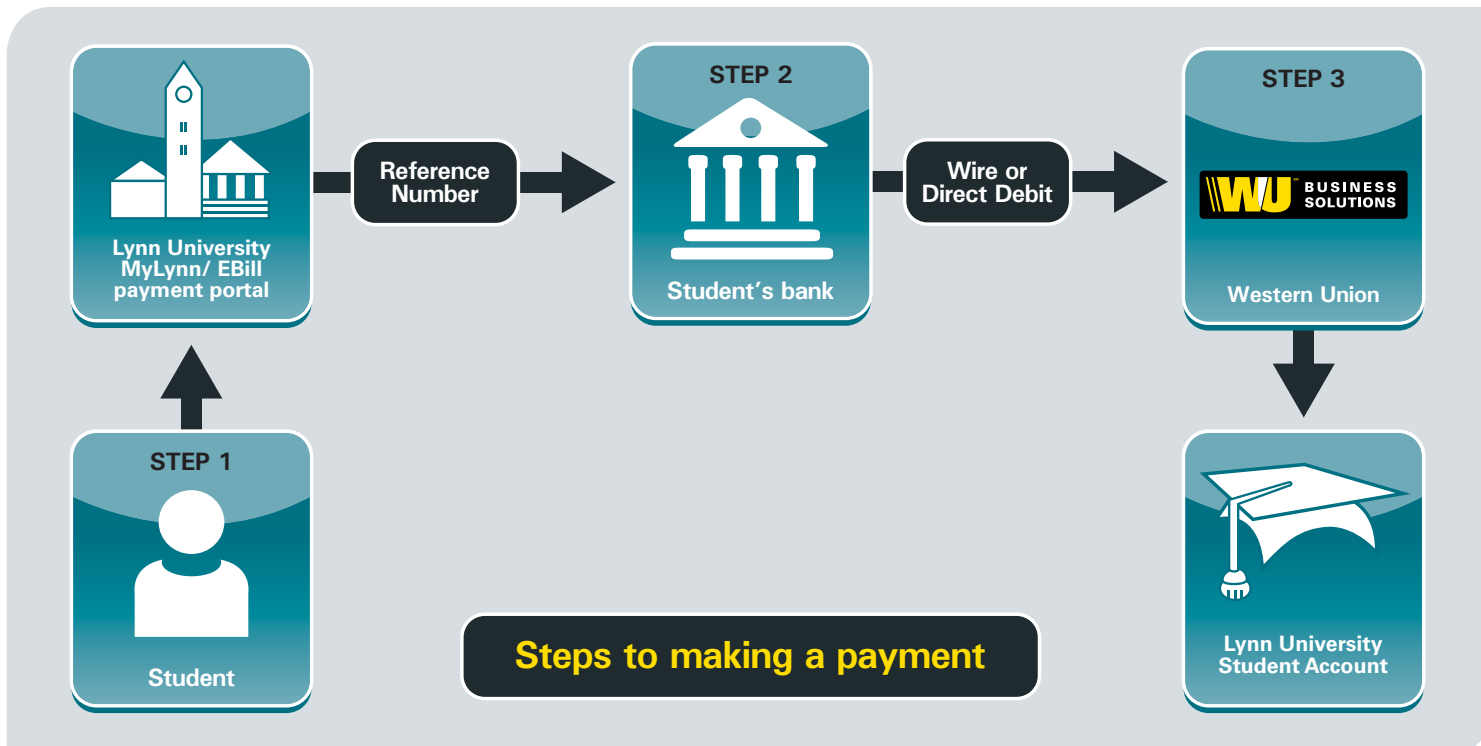 STEP 1
Student
Lynn University
MyLynn/ EBill
payment portal
Reference
Number
STEP 2
Student's bank
Wire or
Direct Debit
STEP 3
WU BUSINESS
SOLUTIONS
Western Union
Lynn University
Student Account
Steps to making a payment